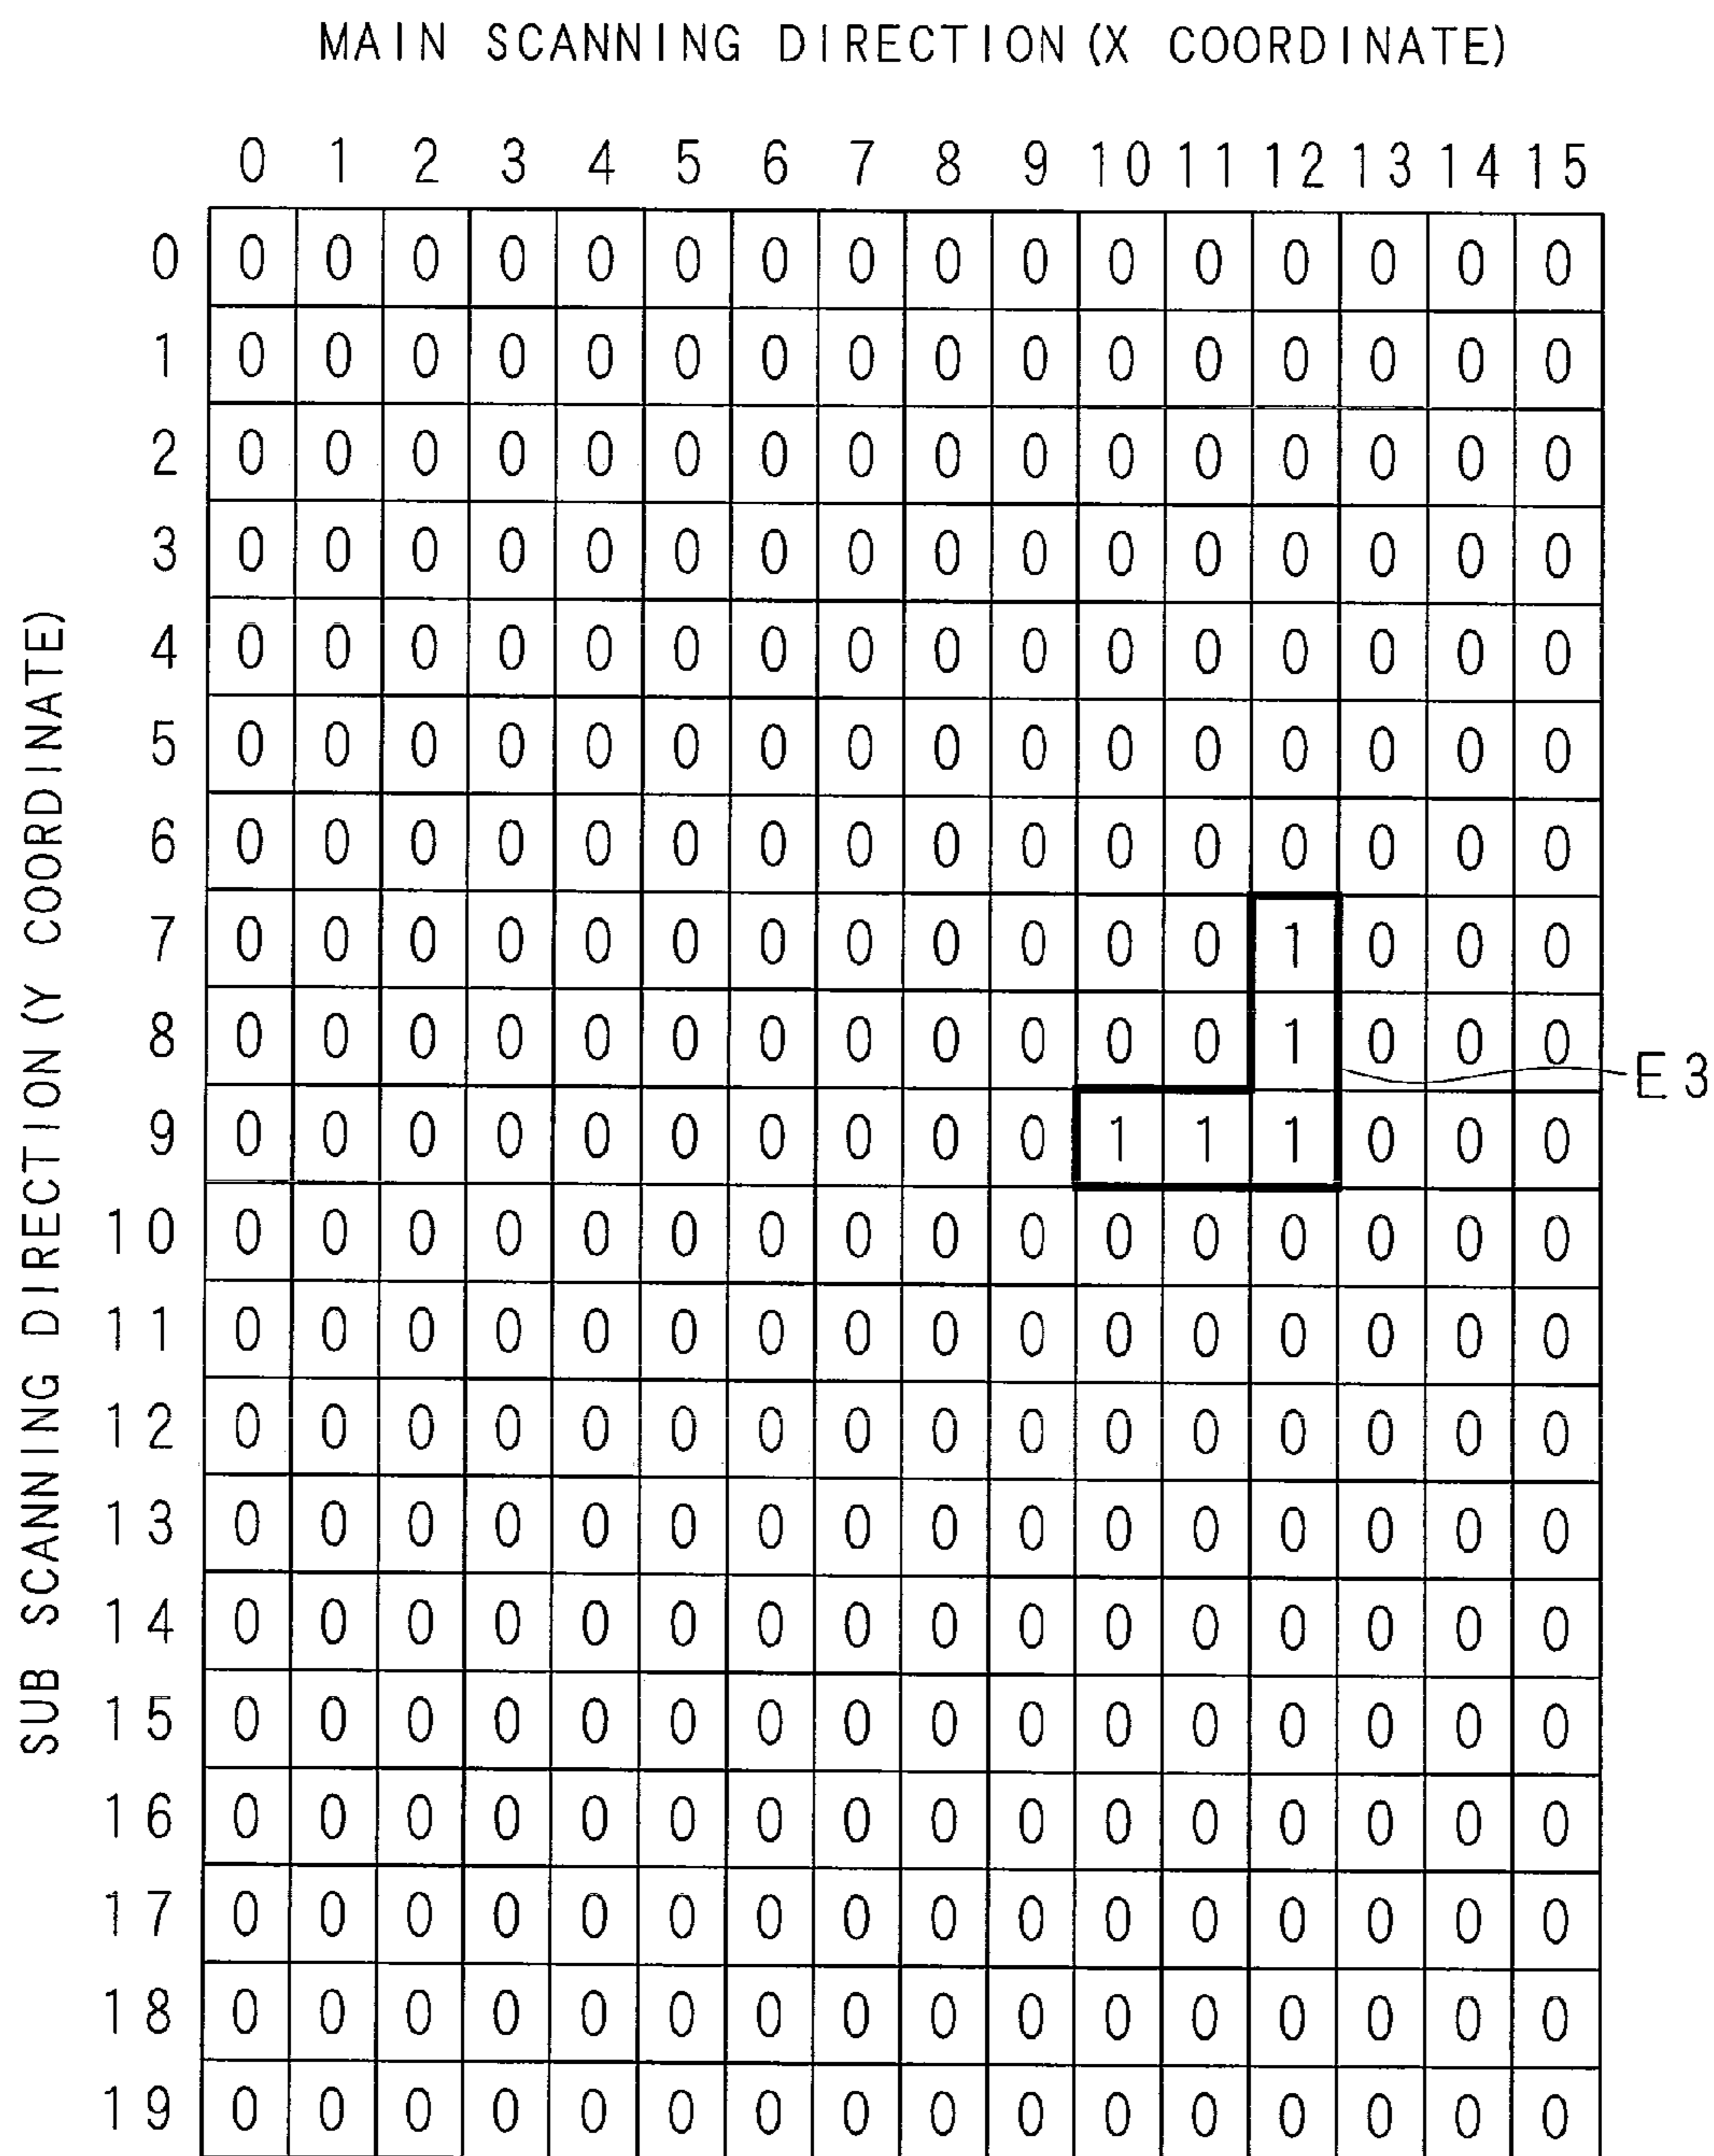 MAIN SCANNING DIRECTION (X COORDINATE)
0 1 2 3 4 5 6 7 8 9 10 11 12 13 14 15
0 0 0 0 0 0 0 0 0 0 0 0 0 0 0 0 0
1 0 0 0 0 0 0 0 0 0 0 0 0 0 0 0 0
2 0 0 0 0 0 0 0 0 0 0 0 0 0 0 0 0
3 0 0 0 0 0 0 0 0 0 0 0 0 0 0 0 0
4 0 0 0 0 0 0 0 0 0 0 0 0 0 0 0 0
5 0 0 0 0 0 0 0 0 0 0 0 0 0 0 0 0
6 0 0 0 0 0 0 0 0 0 0 0 0 0 0 0 0
7 0 0 0 0 0 0 0 0 0 0 0 0 1 0 0 0
8 0 0 0 0 0 0 0 0 0 0 0 0 1 0 0 0
E3
9 0 0 0 0 0 0 0 0 0 0 1 1 1 0 0 0
10 0 0 0 0 0 0 0 0 0 0 0 0 0 0 0 0
11 0 0 0 0 0 0 0 0 0 0 0 0 0 0 0 0
12 0 0 0 0 0 0 0 0 0 0 0 0 0 0 0 0
13 0 0 0 0 0 0 0 0 0 0 0 0 0 0 0 0
14 0 0 0 0 0 0 0 0 0 0 0 0 0 0 0 0
15 0 0 0 0 0 0 0 0 0 0 0 0 0 0 0 0
16 0 0 0 0 0 0 0 0 0 0 0 0 0 0 0 0
17 0 0 0 0 0 0 0 0 0 0 0 0 0 0 0 0
18 0 0 0 0 0 0 0 0 0 0 0 0 0 0 0 0
19 0 0 0 0 0 0 0 0 0 0 0 0 0 0 0 0
SUB SCANNING DIRECTION (Y COORDINATE)